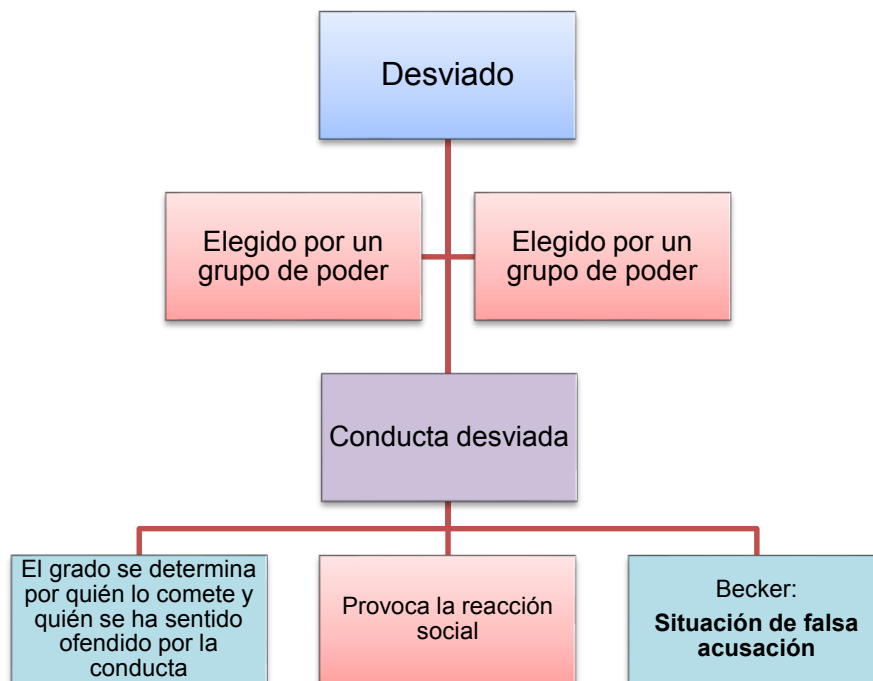 Desviado
Elegido por un
grupo de poder
Elegido por un
grupo de poder
Conducta desviada
El grado se determina
por quién lo comete y
quién se ha sentido
ofendido por la
conducta
Provoca la reacción
social
Becker:
Situación de falsa
acusación